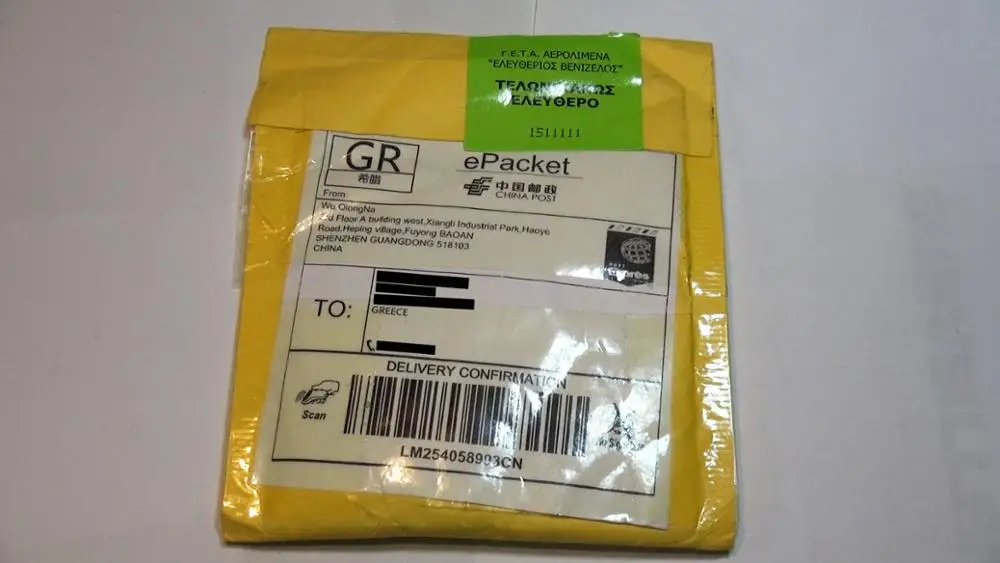 Γ.Ε.Τ.Α. ΑΕΡΟΛΙΜΕΝΑ
"ΕΛΕΥΘΕΡΙΟΣ ΒΕΝΙΖΕΛΟΣ"
ΕΛΕΥΘΕΡΟ
1511111
GR
希腊
ePacket
中国邮政
CHINA POST
From
Wu QiongNa
Floor A building west,Xiangli Industrial Park,Haoye
Road,Heping village,Fuyong BAOAN
SHENZHEN GUANGDONG 518103
CHINA
TO:
GREECE
DELIVERY CONFIRMATION
Scan
LM254058993CN